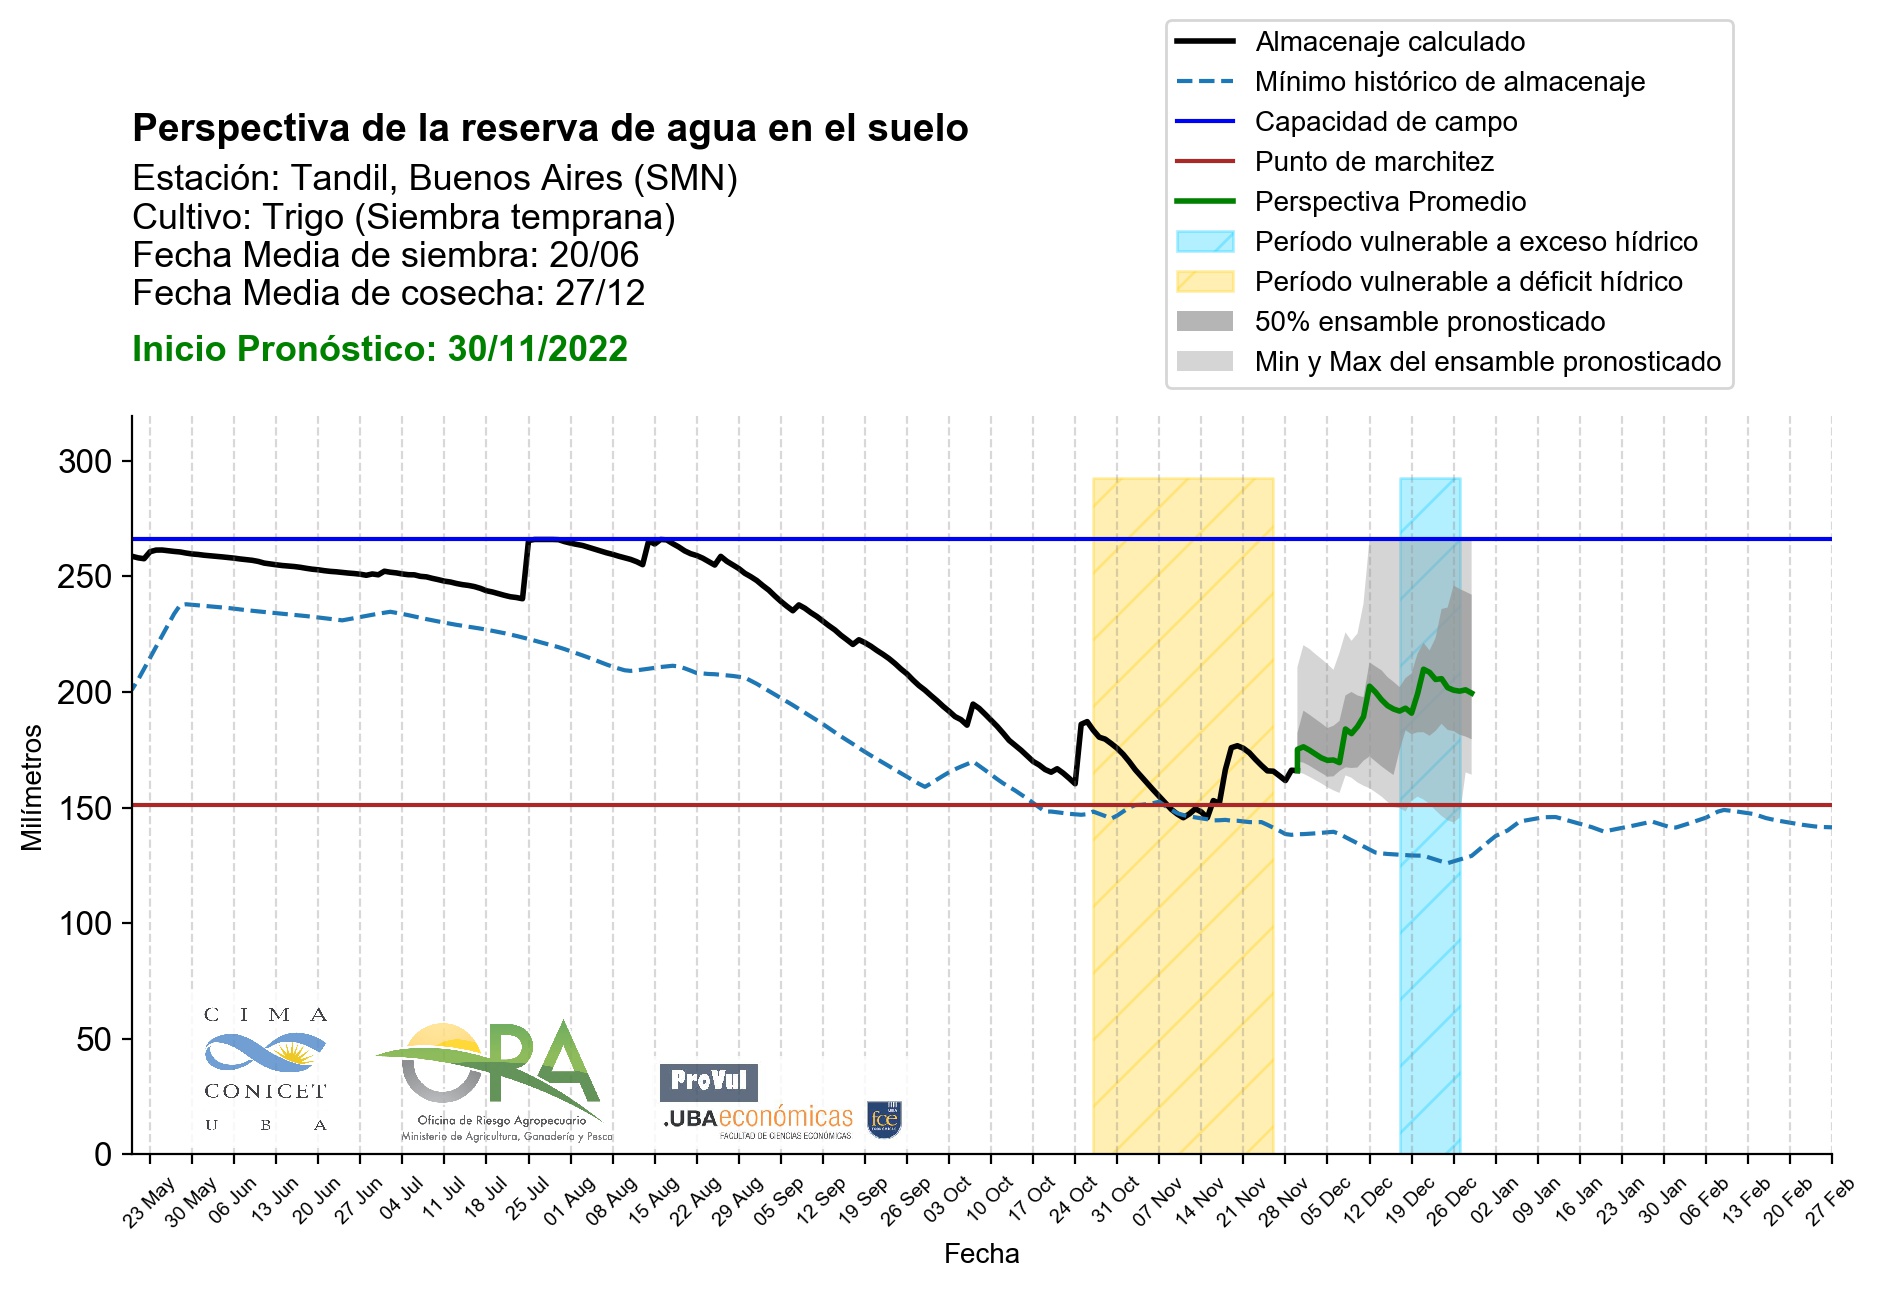 Almacenaje calculado
Mínimo histórico de almacenaje
Capacidad de campo
Punto de marchitez
Perspectiva Promedio
Período vulnerable a exceso hídrico
Período vulnerable a déficit hídrico
50% ensamble pronosticado
Min y Max del ensamble pronosticado
Perspectiva de la reserva de agua en el suelo
Estación: Tandil, Buenos Aires (SMN)
Cultivo: Trigo (Siembra temprana)
Fecha Media de siembra: 20/06
Fecha Media de cosecha: 27/12
Inicio Pronóstico: 30/11/2022
Milímetros
300
250
200
150
100
50
0
CIMA
CONICET
UBA
ORA
Oficina de Riesgo Agropecuario
Ministerio de Agricultura, Ganadería y Pesca
ProVul
.UBAeconómicas
FACULTAD DE CIENCIAS ECONÓMICAS
fce
23 May
30 May
06 Jun
13 Jun
20 Jun
27 Jun
04 Jul
11 Jul
18 Jul
25 Jul
01 Aug
08 Aug
15 Aug
22 Aug
29 Aug
05 Sep
12 Sep
19 Sep
26 Sep
03 Oct
10 Oct
17 Oct
24 Oct
31 Oct
07 Nov
14 Nov
21 Nov
28 Nov
05 Dec
12 Dec
19 Dec
26 Dec
02 Jan
09 Jan
16 Jan
23 Jan
30 Jan
06 Feb
13 Feb
20 Feb
27 Feb
Fecha